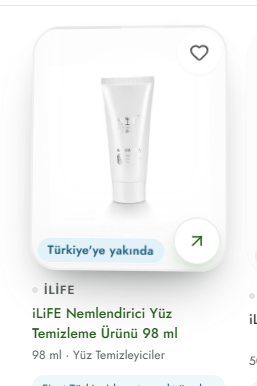 Türkiye'ye yakında
İLİFE
iLiFE Nemlendirici Yüz
Temizleme Ürünü 98 ml
98 ml · Yüz Temizleyiciler